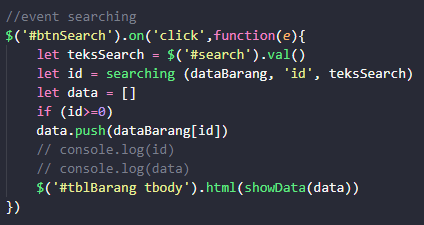 //event searching
$('#btnSearch').on('click',function(e){
    let teksSearch = $('#search').val()
    let id = searching (dataBarang, 'id', teksSearch)
    let data = []
    if (id>=0)
    data.push(dataBarang[id])
    // console.log(id)
    // console.log(data)
    $('#tblBarang tbody').html(showData(data))
})